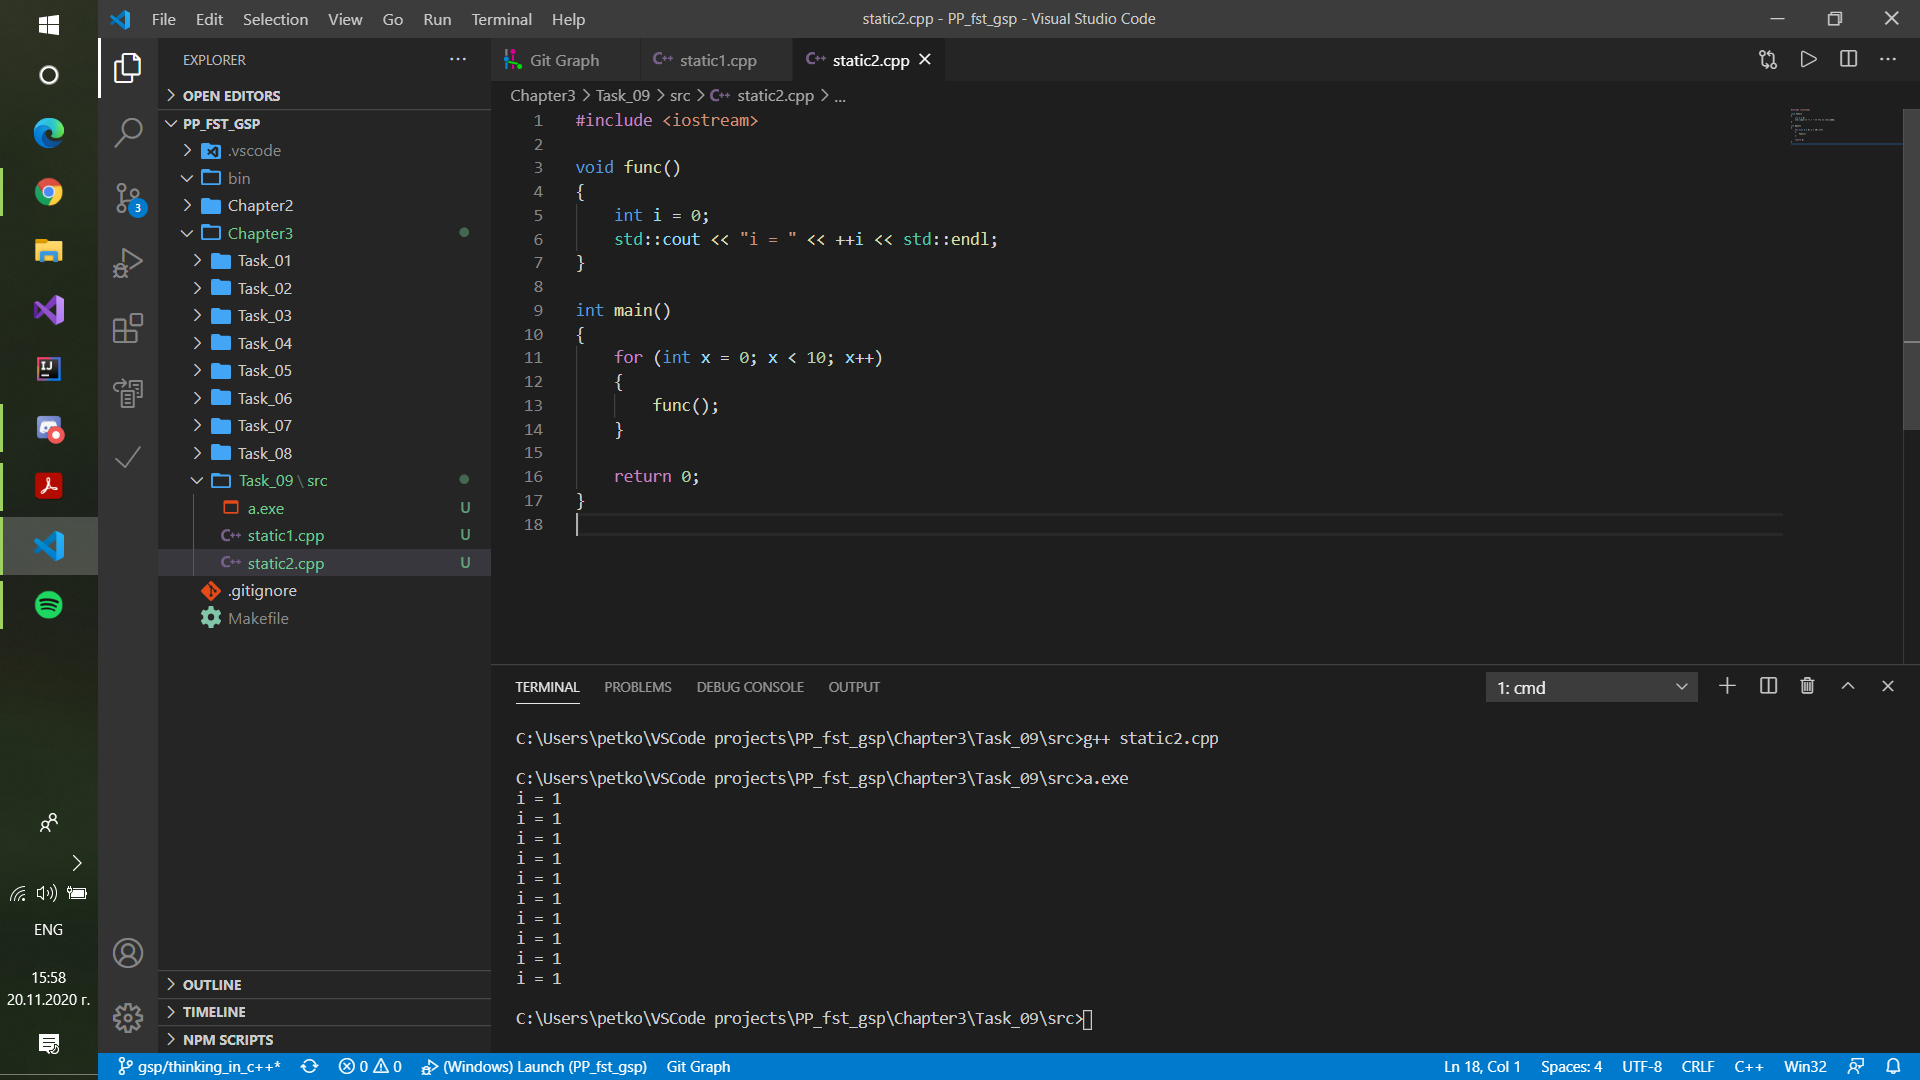 File Edit Selection View Go Run Terminal Help
static2.cpp - PP_fst_gsp - Visual Studio Code
EXPLORER
OPEN EDITORS
PP_FST_GSP
.vscode
bin
Chapter2
Chapter3
Task_01
Task_02
Task_03
Task_04
Task_05
Task_06
Task_07
Task_08
Task_09 \ src
a.exe U
static1.cpp U
static2.cpp U
.gitignore
Makefile
OUTLINE
TIMELINE
NPM SCRIPTS
3
Git Graph
C++ static1.cpp
C++ static2.cpp
Chapter3 > Task_09 > src > C++ static2.cpp > ...
1 #include <iostream>
2
3 void func()
4 {
5 int i = 0;
6 std::cout << "i = " << ++i << std::endl;
7 }
8
9 int main()
10 {
11 for (int x = 0; x < 10; x++)
12 {
13 func();
14 }
15
16 return 0;
17 }
18
TERMINAL PROBLEMS DEBUG CONSOLE OUTPUT
1: cmd
C:\Users\petko\VSCode projects\PP_fst_gsp\Chapter3\Task_09\src>g++ static2.cpp
C:\Users\petko\VSCode projects\PP_fst_gsp\Chapter3\Task_09\src>a.exe
i = 1
i = 1
i = 1
i = 1
i = 1
i = 1
i = 1
i = 1
i = 1
i = 1
C:\Users\petko\VSCode projects\PP_fst_gsp\Chapter3\Task_09\src>
IJ
ENG
15:58
20.11.2020 г.
gsp/thinking_in_c++* 0 0 (Windows) Launch (PP_fst_gsp) Git Graph
Ln 18, Col 1 Spaces: 4 UTF-8 CRLF C++ Win32